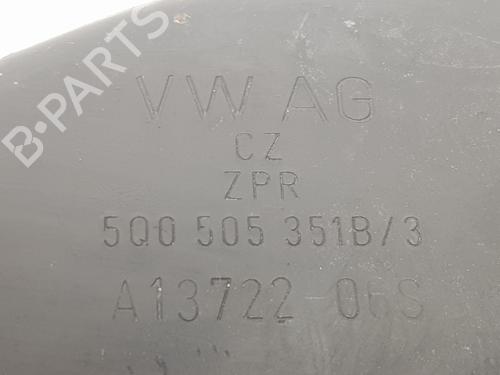 B-PARTS
VW AG
CZ
ZPR
5Q0 505 351B/3
A13722 06S